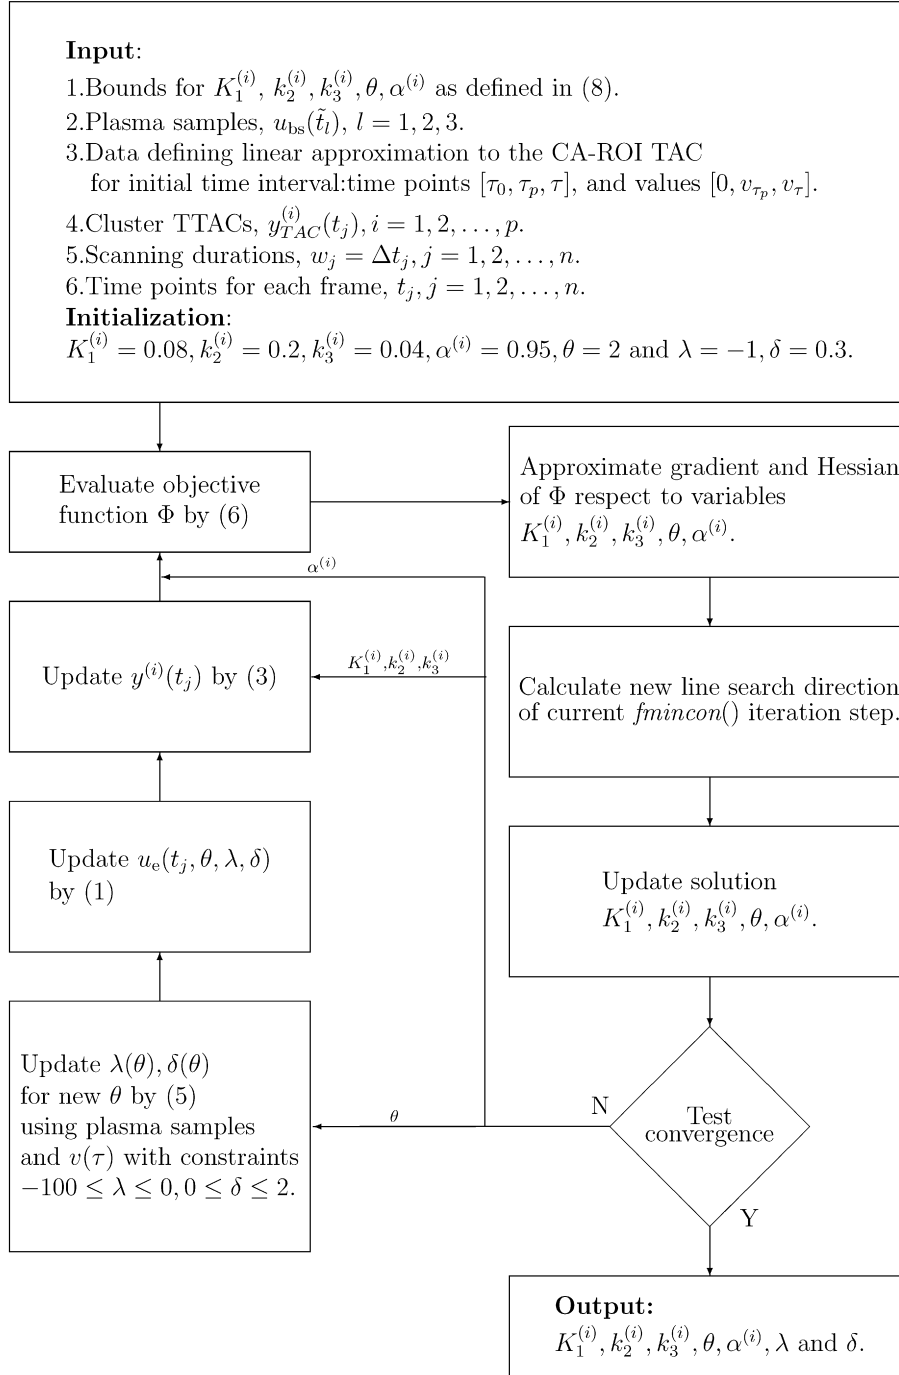 Input:
1.Bounds for K_1^{(i)}, k_2^{(i)}, k_3^{(i)}, θ, α^{(i)} as defined in (8).
2.Plasma samples, u_{bs}(\tilde{t}_l), l = 1, 2, 3.
3.Data defining linear approximation to the CA-ROI TAC
for initial time interval:time points [τ_0, τ_p, τ], and values [0, v_{τ_p}, v_τ].
4.Cluster TTACs, y_{TAC}^{(i)}(t_j), i = 1, 2, . . . , p.
5.Scanning durations, w_j = Δt_j, j = 1, 2, . . . , n.
6.Time points for each frame, t_j, j = 1, 2, . . . , n.
Initialization:
K_1^{(i)} = 0.08, k_2^{(i)} = 0.2, k_3^{(i)} = 0.04, α^{(i)} = 0.95, θ = 2 and λ = −1, δ = 0.3.
Evaluate objective
function Φ by (6)
Approximate gradient and Hessian
of Φ respect to variables
K_1^{(i)}, k_2^{(i)}, k_3^{(i)}, θ, α^{(i)}.
α^{(i)}
Update y^{(i)}(t_j) by (3)
K_1^{(i)},k_2^{(i)},k_3^{(i)}
Calculate new line search direction
of current fmincon() iteration step.
Update u_e(t_j, θ, λ, δ)
by (1)
Update solution
K_1^{(i)}, k_2^{(i)}, k_3^{(i)}, θ, α^{(i)}.
Update λ(θ), δ(θ)
for new θ by (5)
using plasma samples
and v(τ) with constraints
−100 ≤ λ ≤ 0, 0 ≤ δ ≤ 2.
θ
N
Test
convergence
Y
Output:
K_1^{(i)}, k_2^{(i)}, k_3^{(i)}, θ, α^{(i)}, λ and δ.